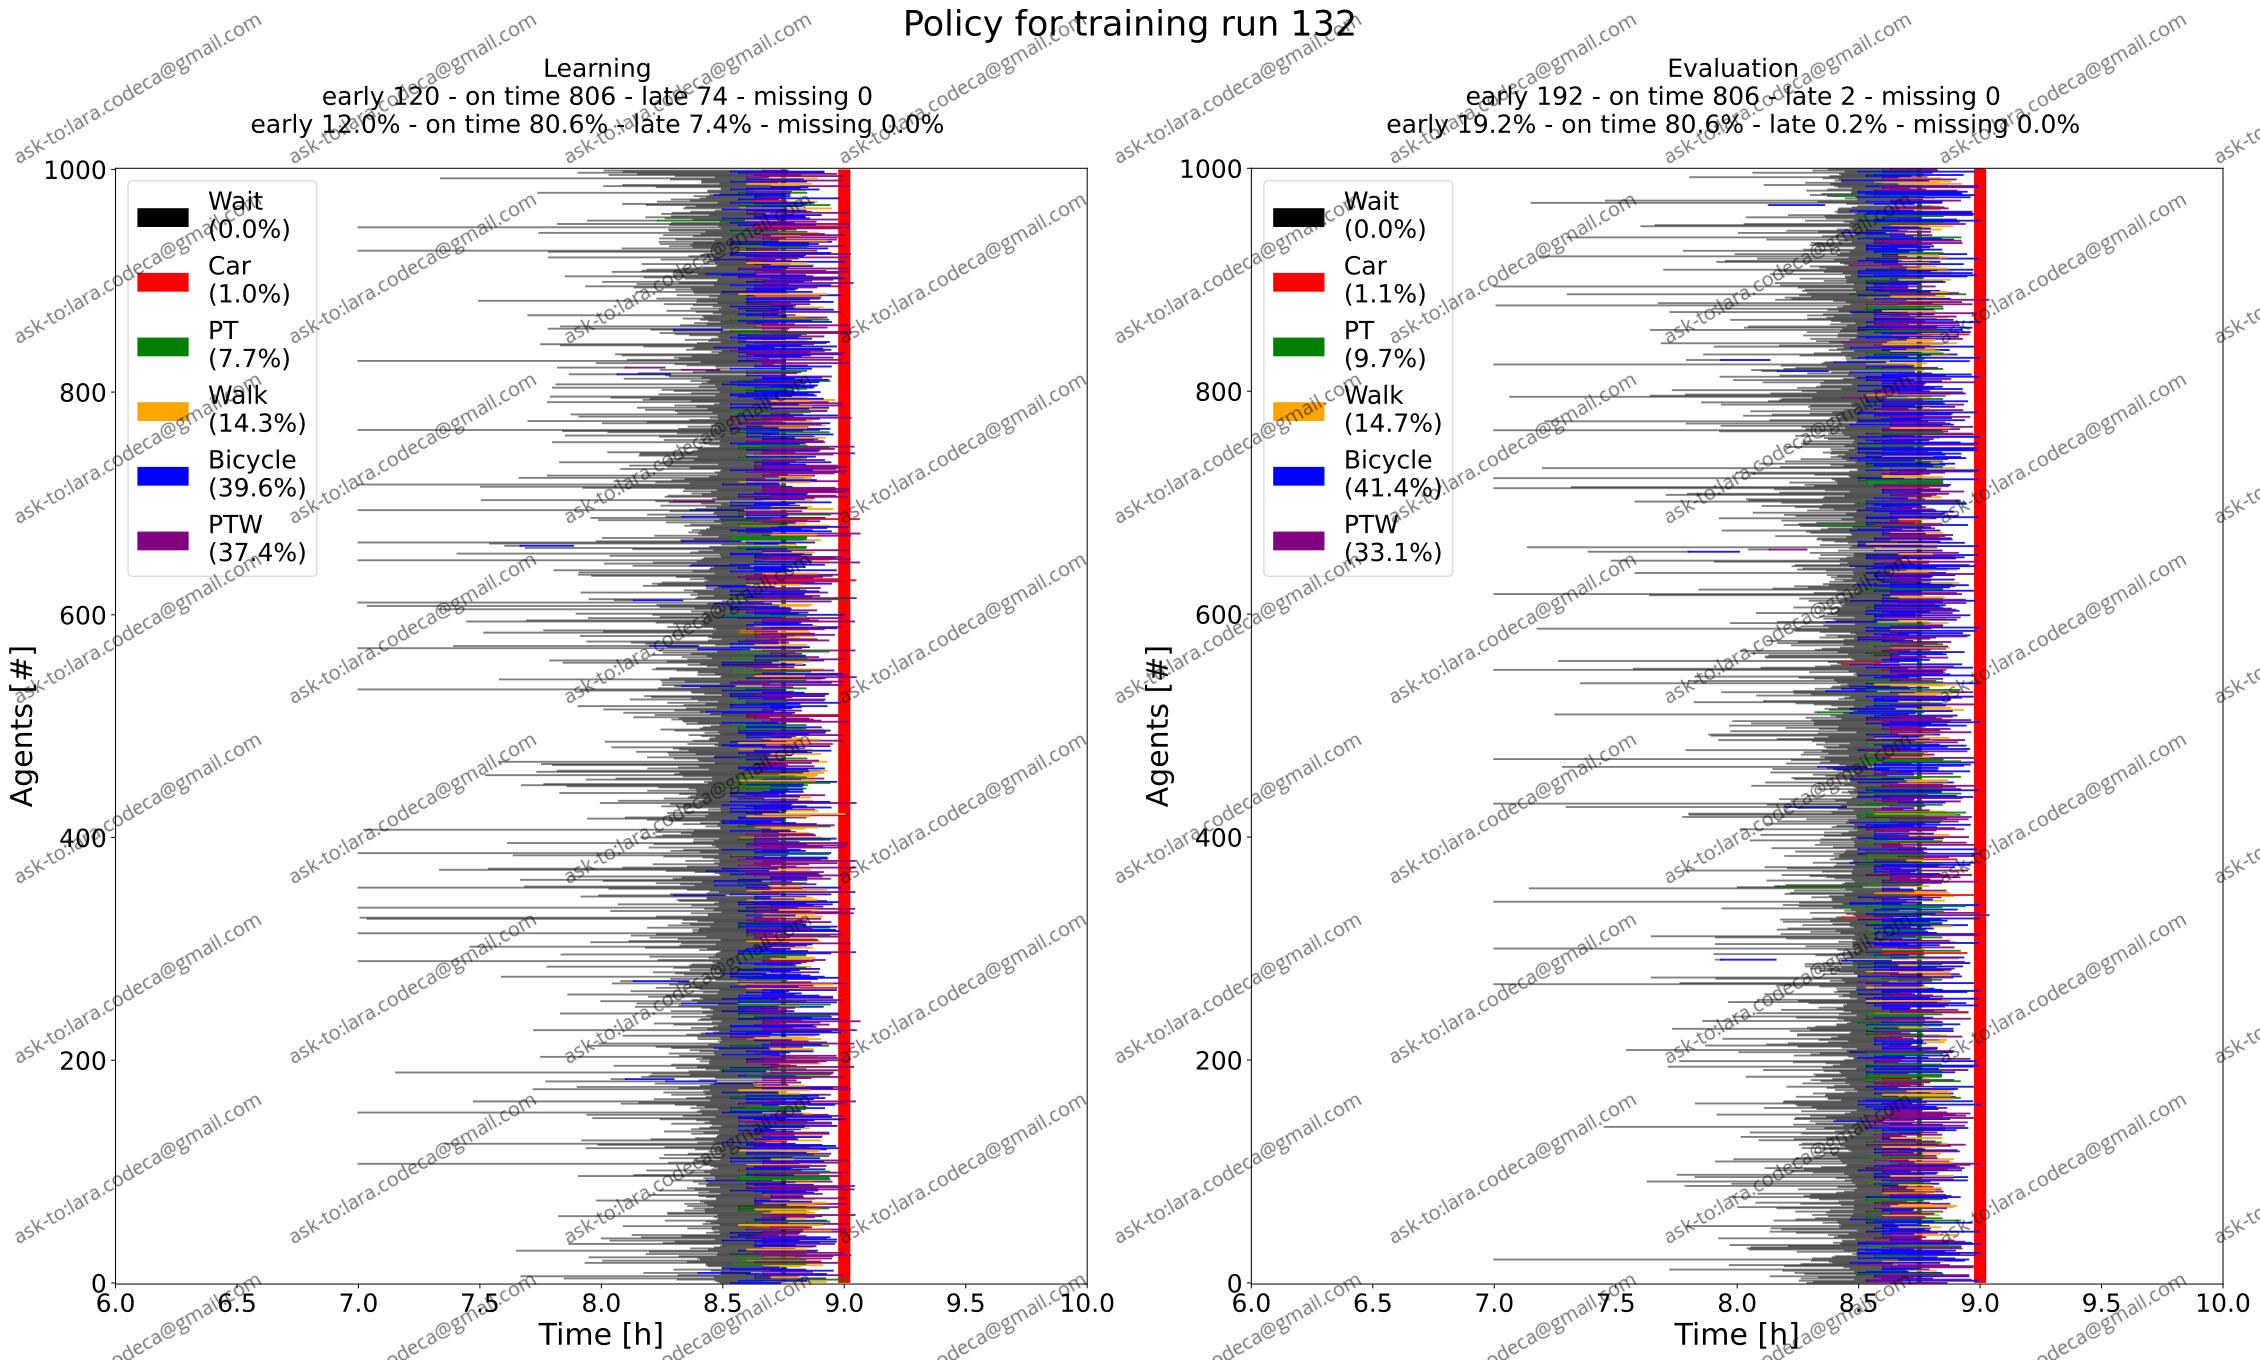 Policy for training run 132
Learning
early 120 - on time 806 - late 74 - missing 0
early 12.0% - on time 80.6% - late 7.4% - missing 0.0%
1000
800
600
400
200
0
Agents [#]
Wait
(0.0%)
Car
(1.0%)
PT
(7.7%)
Walk
(14.3%)
Bicycle
(39.6%)
PTW
(37.4%)
6.0 6.5 7.0 7.5 8.0 8.5 9.0 9.5 10.0
Time [h]
Evaluation
early 192 - on time 806 - late 2 - missing 0
early 19.2% - on time 80.6% - late 0.2% - missing 0.0%
1000
800
600
400
200
0
Agents [#]
Wait
(0.0%)
Car
(1.1%)
PT
(9.7%)
Walk
(14.7%)
Bicycle
(41.4%)
PTW
(33.1%)
6.0 6.5 7.0 7.5 8.0 8.5 9.0 9.5 10.0
Time [h]
ask-to:lara.codeca@gmail.com